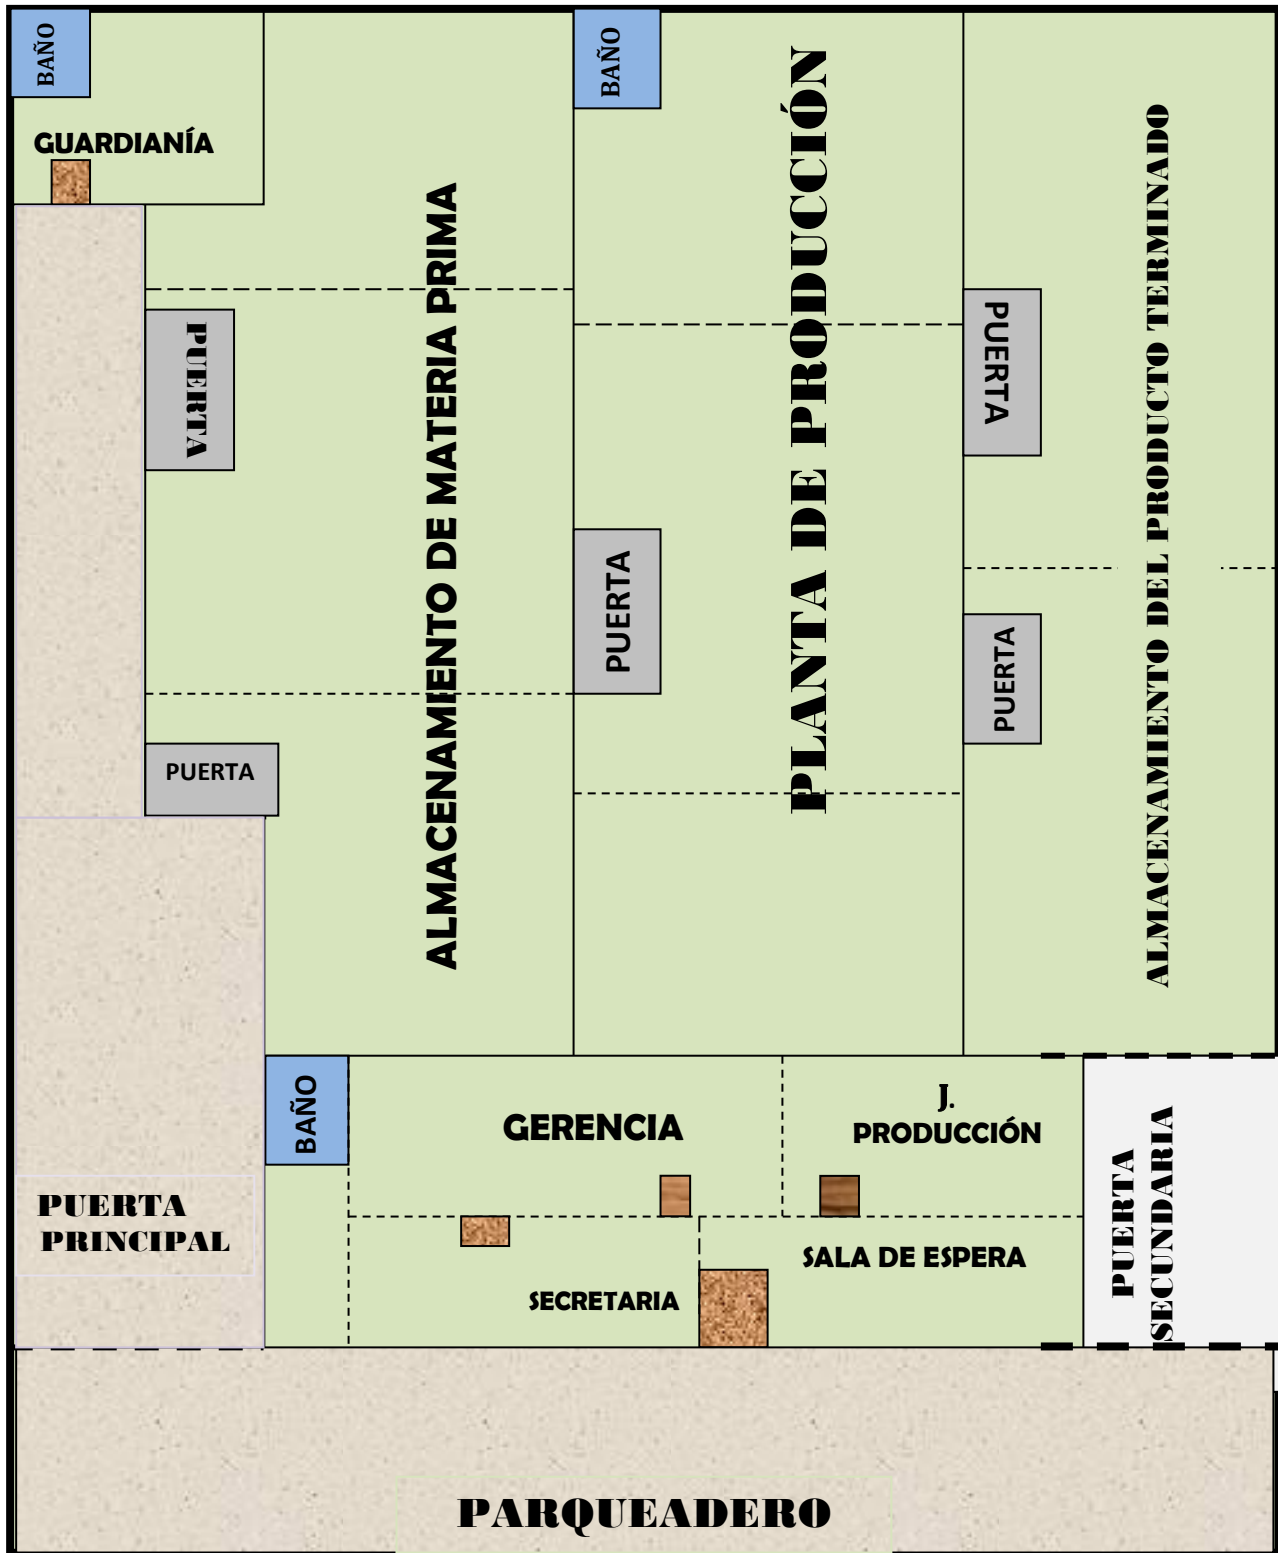 BAÑO
BAÑO
GUARDIANÍA
ALMACENAMIENTO DE MATERIA PRIMA
PLANTA DE PRODUCCIÓN
ALMACENAMIENTO DEL PRODUCTO TERMINADO
PUERTA
PUERTA
PUERTA
PUERTA
PUERTA
BAÑO
GERENCIA
J.
PRODUCCIÓN
PUERTA
SECUNDARIA
PUERTA
PRINCIPAL
SALA DE ESPERA
SECRETARIA
PARQUEADERO